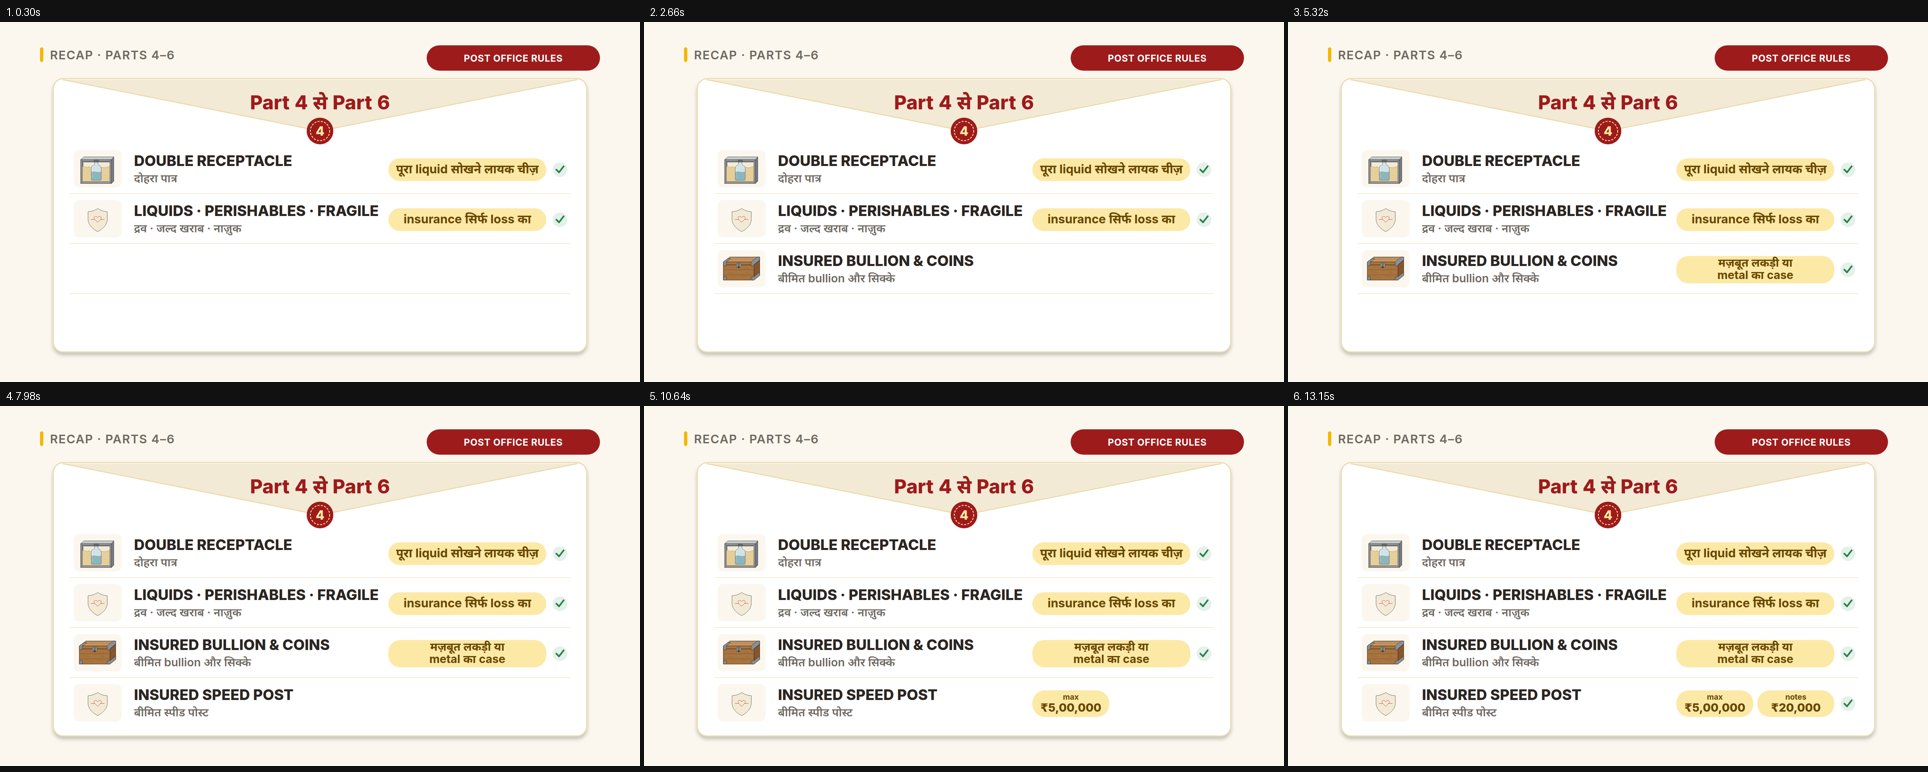 1. 0.30s
RECAP · PARTS 4–6
POST OFFICE RULES
Part 4 से Part 6
4
DOUBLE RECEPTACLE
दोहरा पात्र
पूरा liquid सोखने लायक चीज़
LIQUIDS · PERISHABLES · FRAGILE
द्रव · जल्द खराब · नाज़ुक
insurance सिर्फ loss का
2. 2.66s
RECAP · PARTS 4–6
POST OFFICE RULES
Part 4 से Part 6
4
DOUBLE RECEPTACLE
दोहरा पात्र
पूरा liquid सोखने लायक चीज़
LIQUIDS · PERISHABLES · FRAGILE
द्रव · जल्द खराब · नाज़ुक
insurance सिर्फ loss का
INSURED BULLION & COINS
बीमित bullion और सिक्के
3. 5.32s
RECAP · PARTS 4–6
POST OFFICE RULES
Part 4 से Part 6
4
DOUBLE RECEPTACLE
दोहरा पात्र
पूरा liquid सोखने लायक चीज़
LIQUIDS · PERISHABLES · FRAGILE
द्रव · जल्द खराब · नाज़ुक
insurance सिर्फ loss का
INSURED BULLION & COINS
बीमित bullion और सिक्के
मज़बूत लकड़ी या
metal का case
4. 7.98s
RECAP · PARTS 4–6
POST OFFICE RULES
Part 4 से Part 6
4
DOUBLE RECEPTACLE
दोहरा पात्र
पूरा liquid सोखने लायक चीज़
LIQUIDS · PERISHABLES · FRAGILE
द्रव · जल्द खराब · नाज़ुक
insurance सिर्फ loss का
INSURED BULLION & COINS
बीमित bullion और सिक्के
मज़बूत लकड़ी या
metal का case
INSURED SPEED POST
बीमित स्पीड पोस्ट
5. 10.64s
RECAP · PARTS 4–6
POST OFFICE RULES
Part 4 से Part 6
4
DOUBLE RECEPTACLE
दोहरा पात्र
पूरा liquid सोखने लायक चीज़
LIQUIDS · PERISHABLES · FRAGILE
द्रव · जल्द खराब · नाज़ुक
insurance सिर्फ loss का
INSURED BULLION & COINS
बीमित bullion और सिक्के
मज़बूत लकड़ी या
metal का case
INSURED SPEED POST
बीमित स्पीड पोस्ट
max
₹5,00,000
6. 13.15s
RECAP · PARTS 4–6
POST OFFICE RULES
Part 4 से Part 6
4
DOUBLE RECEPTACLE
दोहरा पात्र
पूरा liquid सोखने लायक चीज़
LIQUIDS · PERISHABLES · FRAGILE
द्रव · जल्द खराब · नाज़ुक
insurance सिर्फ loss का
INSURED BULLION & COINS
बीमित bullion और सिक्के
मज़बूत लकड़ी या
metal का case
INSURED SPEED POST
बीमित स्पीड पोस्ट
max
₹5,00,000
notes
₹20,000